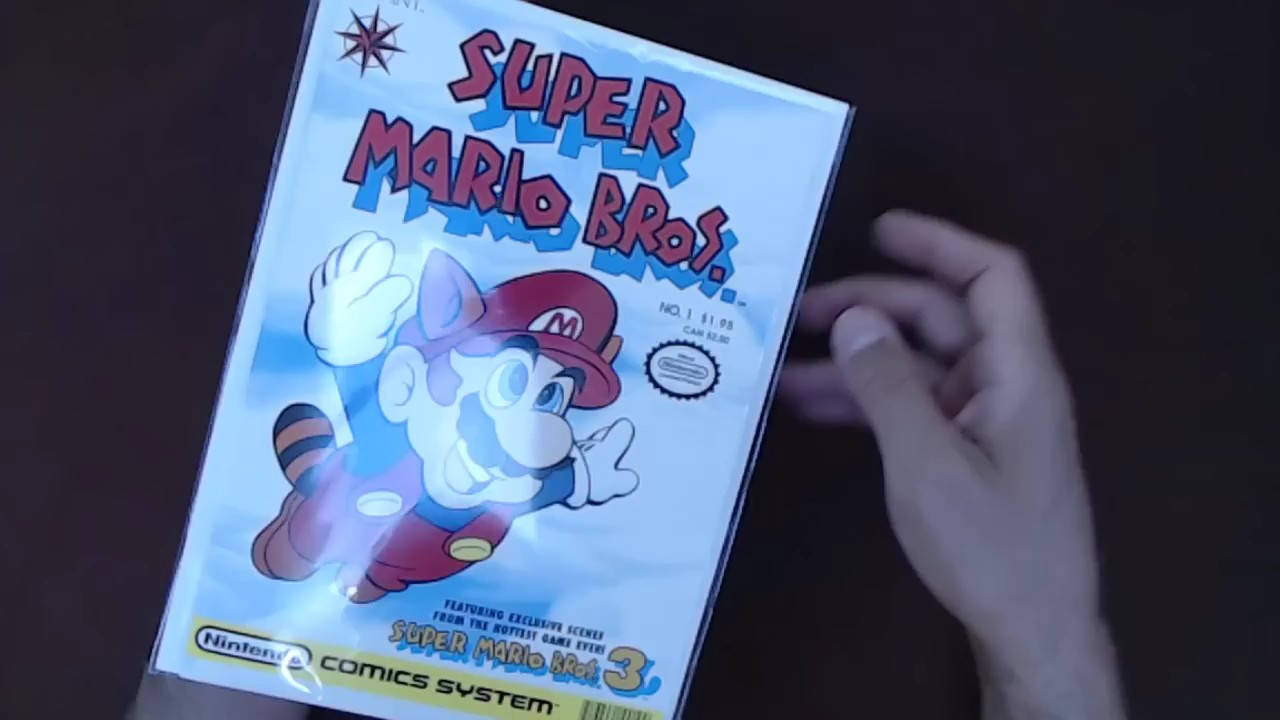 SUPER
MARIO BROS.
M
NO. 1 $1.95
CAN $2.50
Nintendo
FEATURING EXCLUSIVE SCENES
FROM THE HOTTEST GAME EVER!
SUPER MARIO BROS. 3
Nintendo COMICS SYSTEM